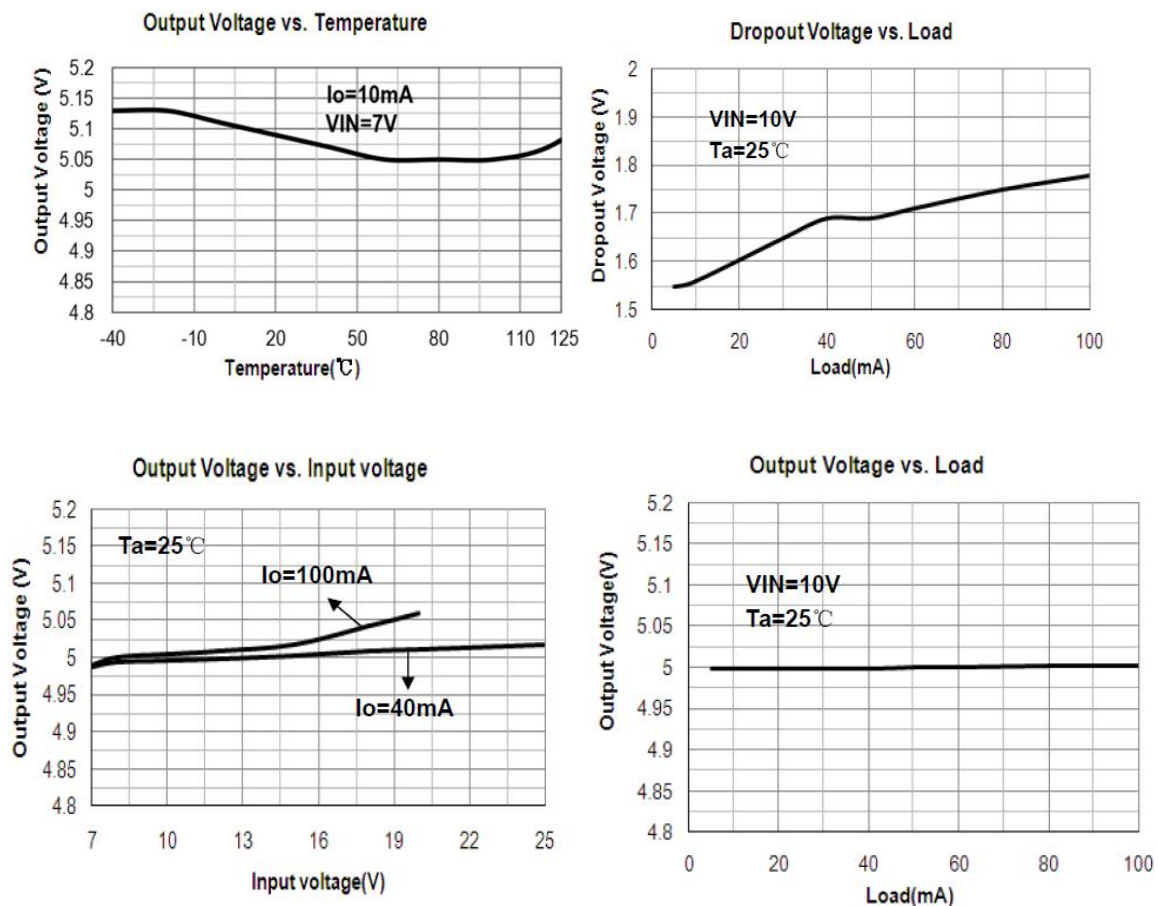 Output Voltage vs. Temperature
Output Voltage (V)
5.2
5.15
5.1
5.05
5
4.95
4.9
4.85
4.8
Io=10mA
VIN=7V
-40 -10 20 50 80 110 125
Temperature(℃)
Dropout Voltage vs. Load
Dropout Voltage (V)
2
1.9
1.8
1.7
1.6
1.5
VIN=10V
Ta=25℃
0 20 40 60 80 100
Load(mA)
Output Voltage vs. Input voltage
Output Voltage (V)
5.2
5.15
5.1
5.05
5
4.95
4.9
4.85
4.8
Ta=25℃
Io=100mA
Io=40mA
7 10 13 16 19 22 25
Input voltage(V)
Output Voltage vs. Load
Output Voltage(V)
5.2
5.15
5.1
5.05
5
4.95
4.9
4.85
4.8
VIN=10V
Ta=25℃
0 20 40 60 80 100
Load(mA)